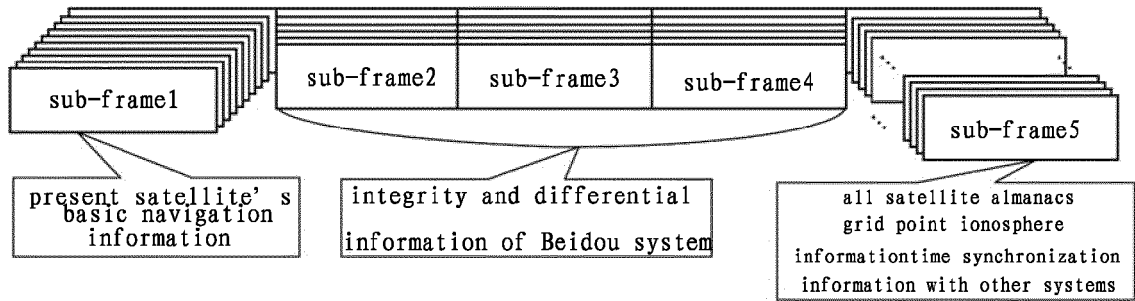 sub-frame1
sub-frame2
sub-frame3
sub-frame4
sub-frame5
present satellite's
basic navigation
information
integrity and differential
information of Beidou system
all satellite almanacs
grid point ionosphere
informationtime synchronization
information with other systems